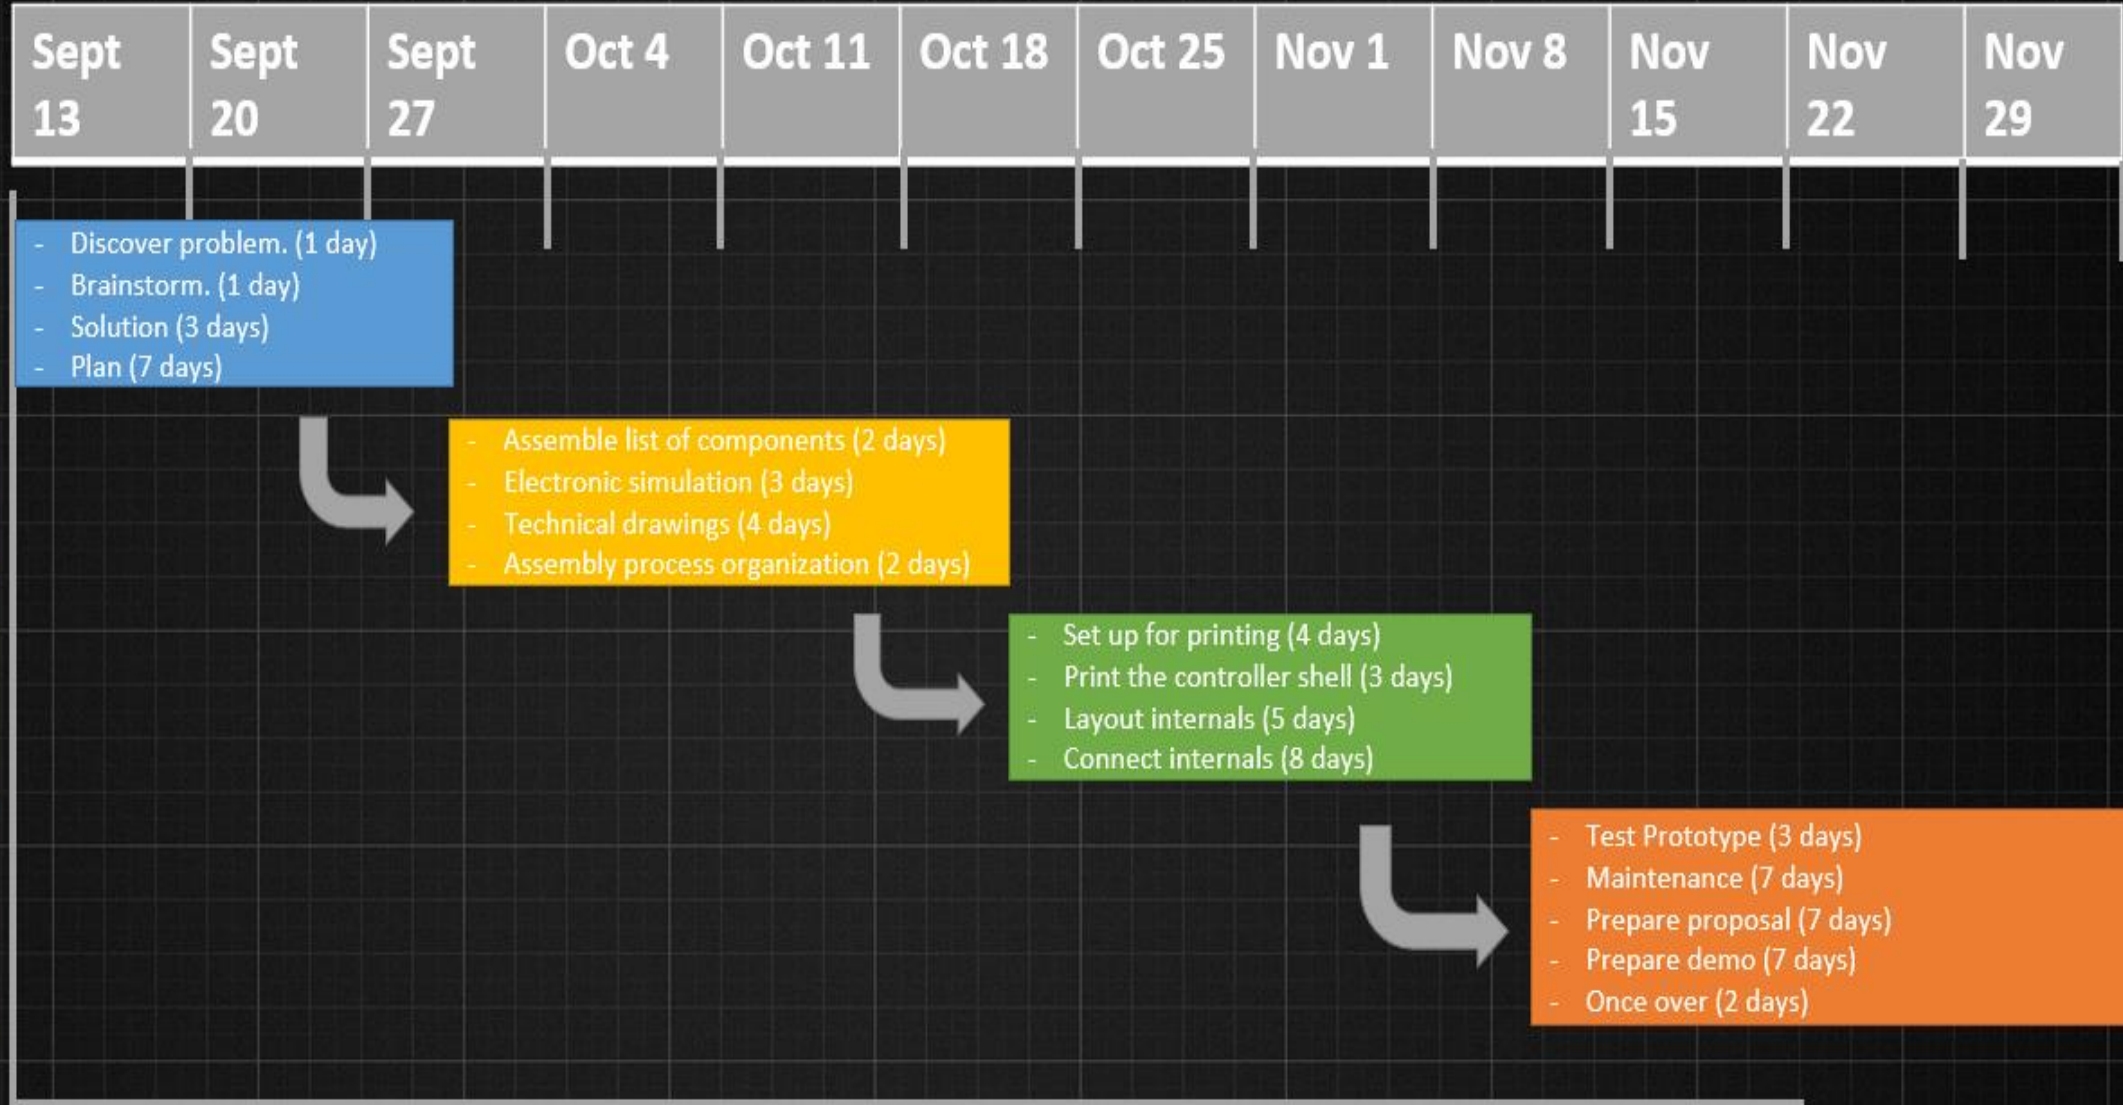 Sept 13
Sept 20
Sept 27
Oct 4
Oct 11
Oct 18
Oct 25
Nov 1
Nov 8
Nov 15
Nov 22
Nov 29
- Discover problem. (1 day)
- Brainstorm. (1 day)
- Solution (3 days)
- Plan (7 days)
- Assemble list of components (2 days)
- Electronic simulation (3 days)
- Technical drawings (4 days)
- Assembly process organization (2 days)
- Set up for printing (4 days)
- Print the controller shell (3 days)
- Layout internals (5 days)
- Connect internals (8 days)
- Test Prototype (3 days)
- Maintenance (7 days)
- Prepare proposal (7 days)
- Prepare demo (7 days)
- Once over (2 days)